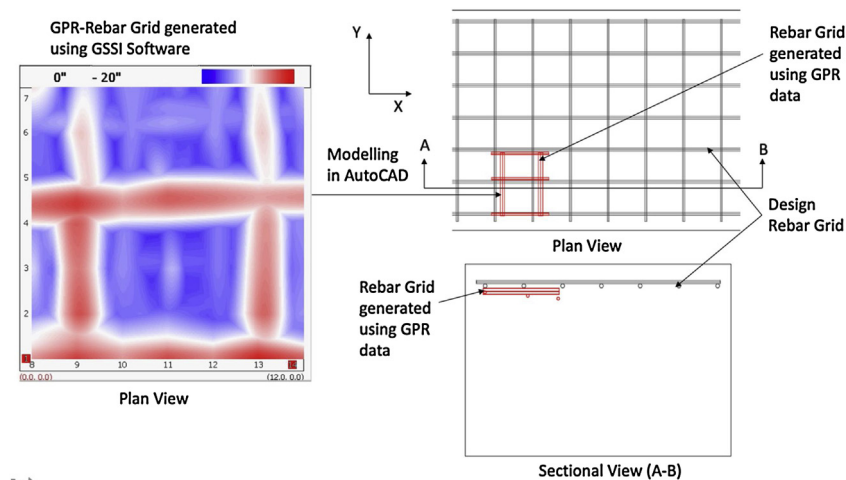 GPR-Rebar Grid generated
using GSSI Software
0" - 20"
7
6
5
4
3
2
8 9 10 11 12 13
(0.0, 0.0) (12.0, 0.0)
Plan View
Y
X
Modelling
in AutoCAD
A
B
Rebar Grid
generated
using GPR
data
Design
Rebar Grid
Plan View
Rebar Grid
generated
using GPR
data
Sectional View (A-B)